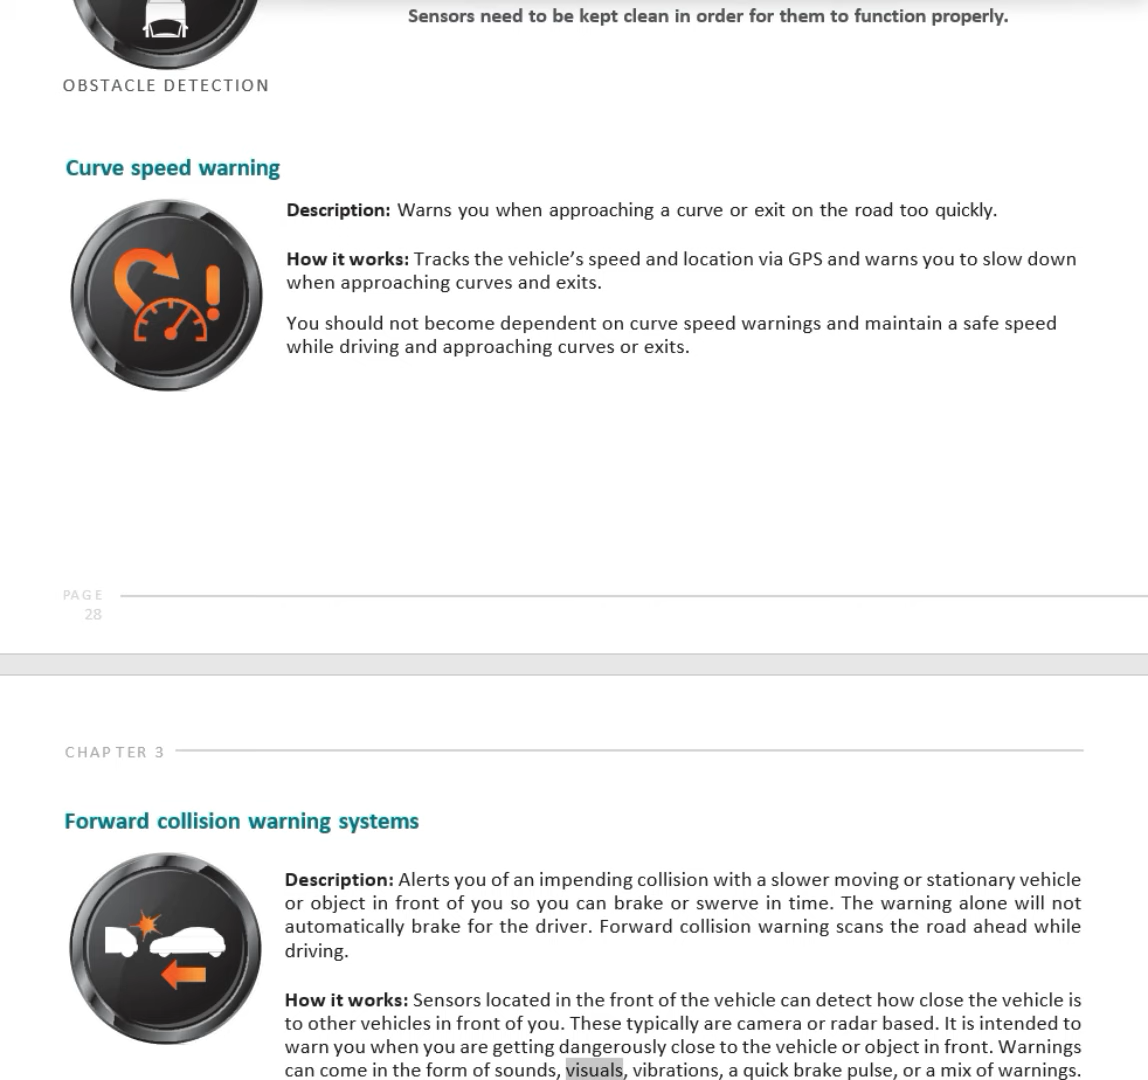 Sensors need to be kept clean in order for them to function properly.
OBSTACLE DETECTION
Curve speed warning
Description: Warns you when approaching a curve or exit on the road too quickly.
How it works: Tracks the vehicle’s speed and location via GPS and warns you to slow down
when approaching curves and exits.
You should not become dependent on curve speed warnings and maintain a safe speed
while driving and approaching curves or exits.
PAGE
28
CHAPTER 3
Forward collision warning systems
Description: Alerts you of an impending collision with a slower moving or stationary vehicle
or object in front of you so you can brake or swerve in time. The warning alone will not
automatically brake for the driver. Forward collision warning scans the road ahead while
driving.
How it works: Sensors located in the front of the vehicle can detect how close the vehicle is
to other vehicles in front of you. These typically are camera or radar based. It is intended to
warn you when you are getting dangerously close to the vehicle or object in front. Warnings
can come in the form of sounds, visuals, vibrations, a quick brake pulse, or a mix of warnings.